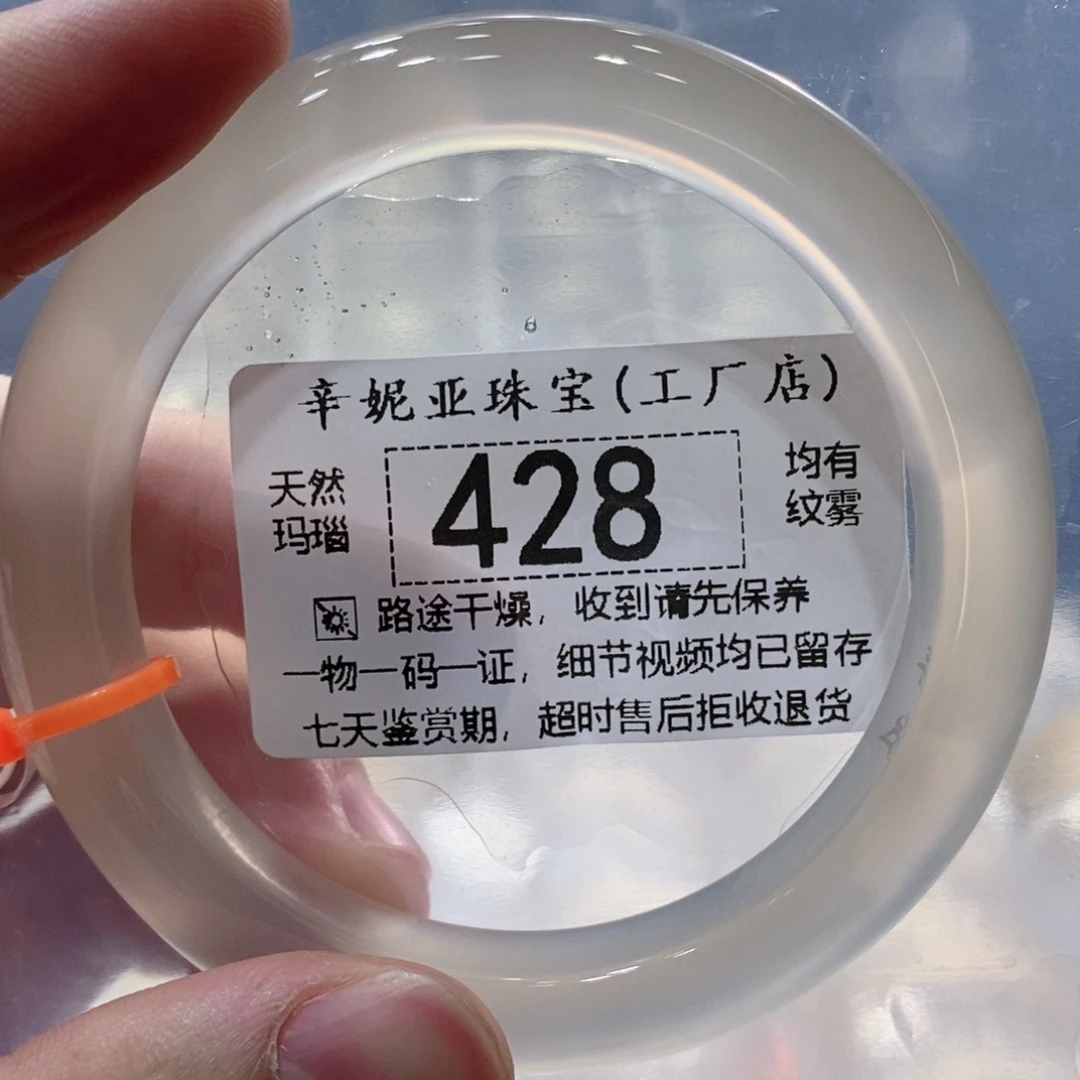 辛妮亚珠宝(工厂店)
天然
玛瑙
428
均有
纹雾
路途干燥，收到请先保养
一物一码一证，细节视频均已留存
七天鉴赏期，超时售后拒收退货